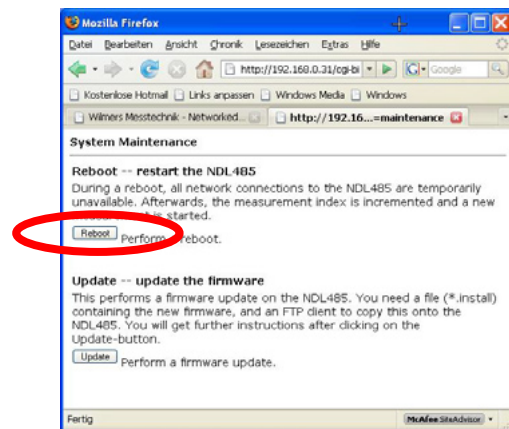 Mozilla Firefox
Datei Bearbeiten Ansicht Chronik Lesezeichen Extras Hilfe
http://192.168.0.31/cgi-bi Google
Kostenlose Hotmail Links anpassen Windows Media Windows
Wilmers Messtechnik - Networked... http://192.16...=maintenance
System Maintenance
Reboot -- restart the NDL485
During a reboot, all network connections to the NDL485 are temporarily
unavailable. Afterwards, the measurement index is incremented and a new
is started.
Reboot Perform reboot.
Update -- update the firmware
This performs a firmware update on the NDL485. You need a file (*.install)
containing the new firmware, and an FTP client to copy this onto the
NDL485. You will get further instructions after clicking on the
Update-button.
Update Perform a firmware update.
Fertig McAfee SiteAdvisor